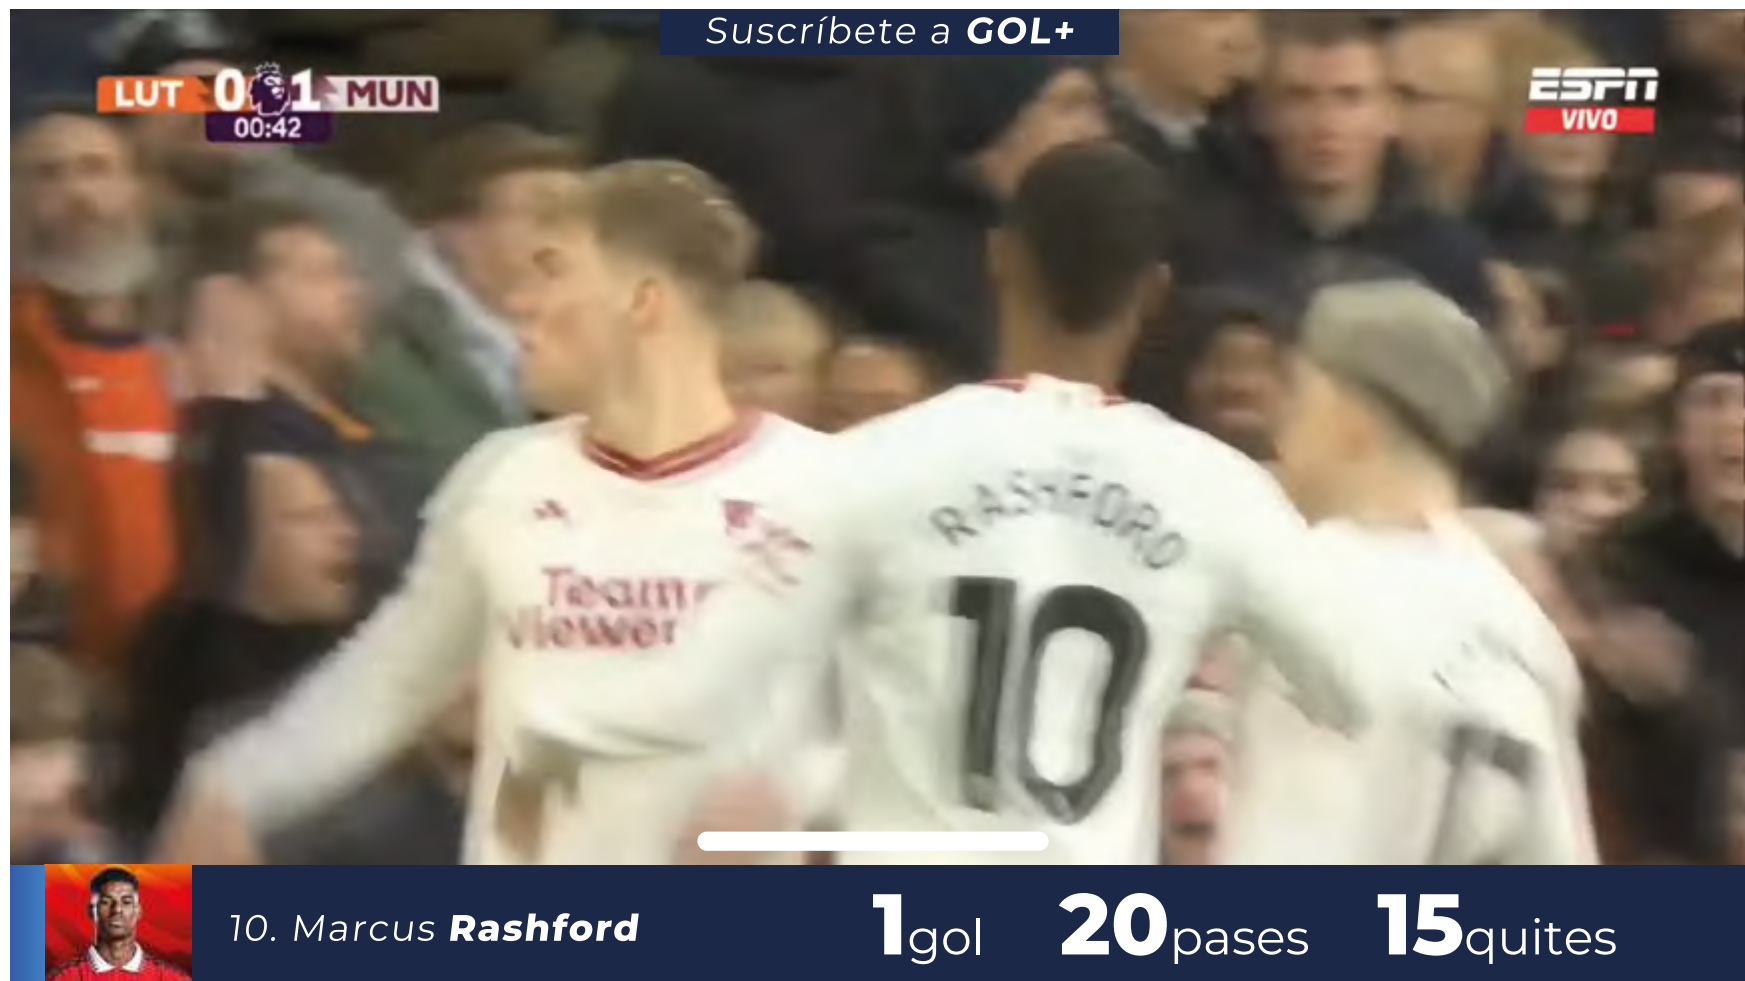 Suscríbete a GOL+
LUT 0 1 MUN
00:42
ESPN
VIVO
RASHFORD
10
Team
Viewer
10. Marcus Rashford
1gol 20pases 15quites